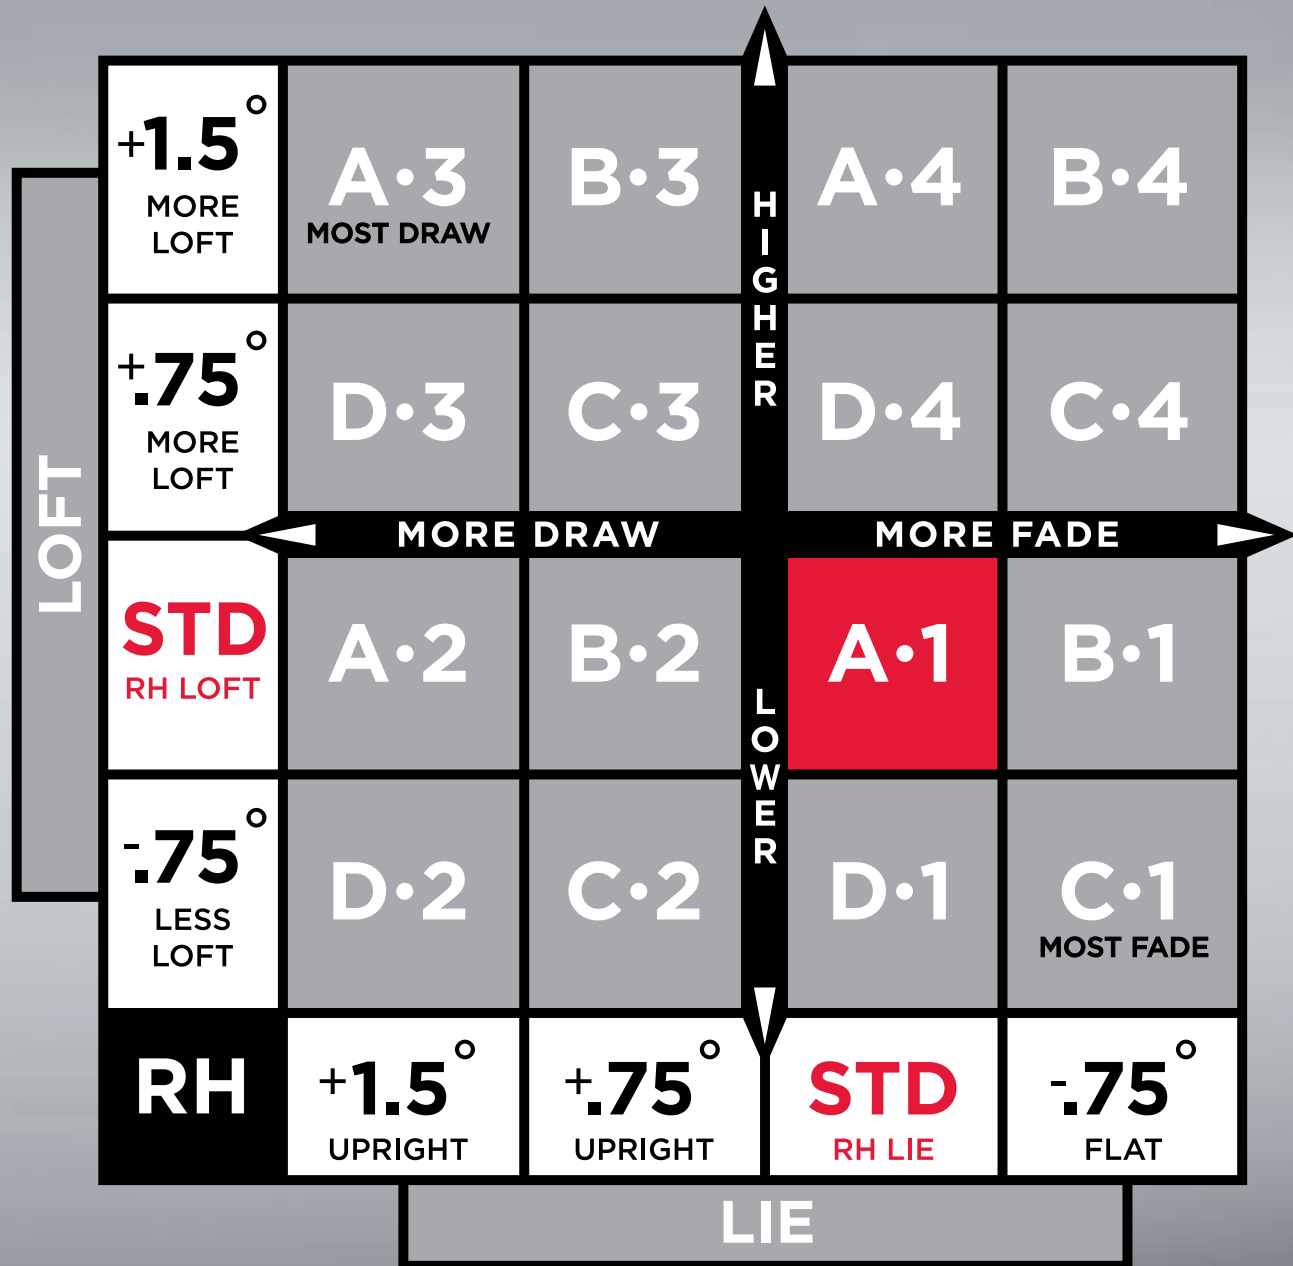 +1.5°
MORE
LOFT
A•3
MOST DRAW
B•3
A•4
B•4
HIGHER
+.75°
MORE
LOFT
D•3
C•3
D•4
C•4
LOFT
MORE DRAW
MORE FADE
STD
RH LOFT
A•2
B•2
A•1
B•1
LOWER
-.75°
LESS
LOFT
D•2
C•2
D•1
C•1
MOST FADE
RH
+1.5°
UPRIGHT
+.75°
UPRIGHT
STD
RH LIE
-.75°
FLAT
LIE